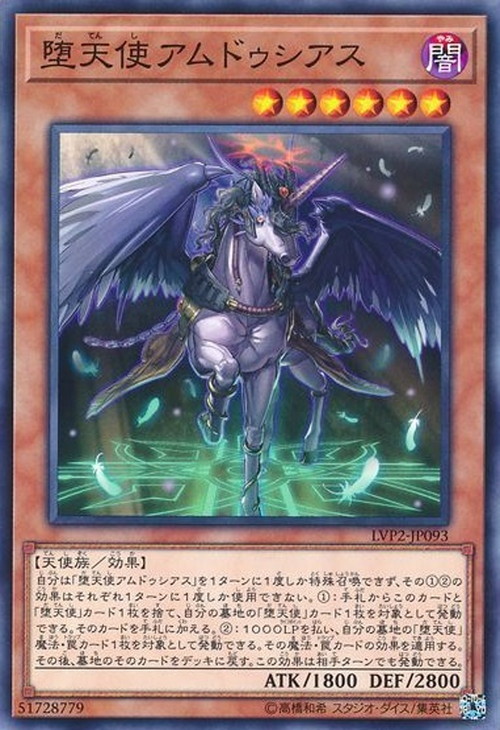 堕天使アムドゥシアス
闇
LVP2-JP093
【天使族／効果】
自分は「堕天使アムドゥシアス」を1ターンに1度しか特殊召喚できず、その①②の
効果はそれぞれ1ターンに1度しか使用できない。①：手札からこのカードと
「堕天使」カード1枚を捨て、自分の墓地の「堕天使」カード1枚を対象として発動
できる。そのカードを手札に加える。②：1000LPを払い、自分の墓地の「堕天使」
魔法・罠カード1枚を対象として発動できる。その魔法・罠カードの効果を適用する。
その後、墓地のそのカードをデッキに戻す。この効果は相手ターンでも発動できる。
ATK/1800 DEF/2800
51728779
©高橋和希 スタジオ・ダイス/集英社